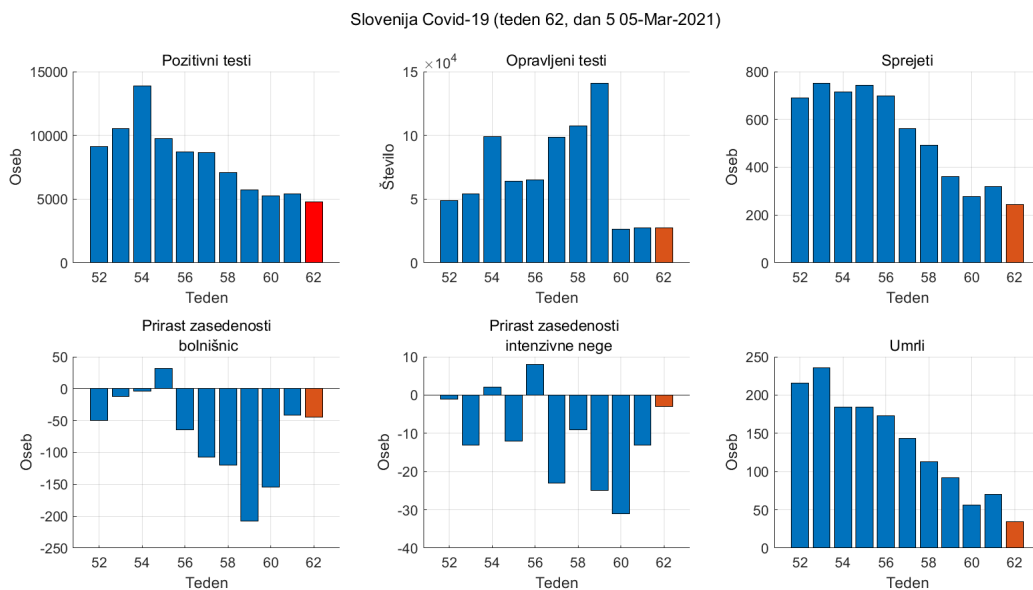 Slovenija Covid-19 (teden 62, dan 5 05-Mar-2021)
Pozitivni testi
15000
10000
5000
0
Oseb
52 54 56 58 60 62
Teden
Opravljeni testi
×10^4
15
10
5
0
Število
52 54 56 58 60 62
Teden
Sprejeti
800
600
400
200
0
Oseb
52 54 56 58 60 62
Teden
Prirast zasedenosti
bolnišnic
50
0
-50
-100
-150
-200
-250
Oseb
52 54 56 58 60 62
Teden
Prirast zasedenosti
intenzivne nege
10
0
-10
-20
-30
-40
Oseb
52 54 56 58 60 62
Teden
Umrli
250
200
150
100
50
0
Oseb
52 54 56 58 60 62
Teden